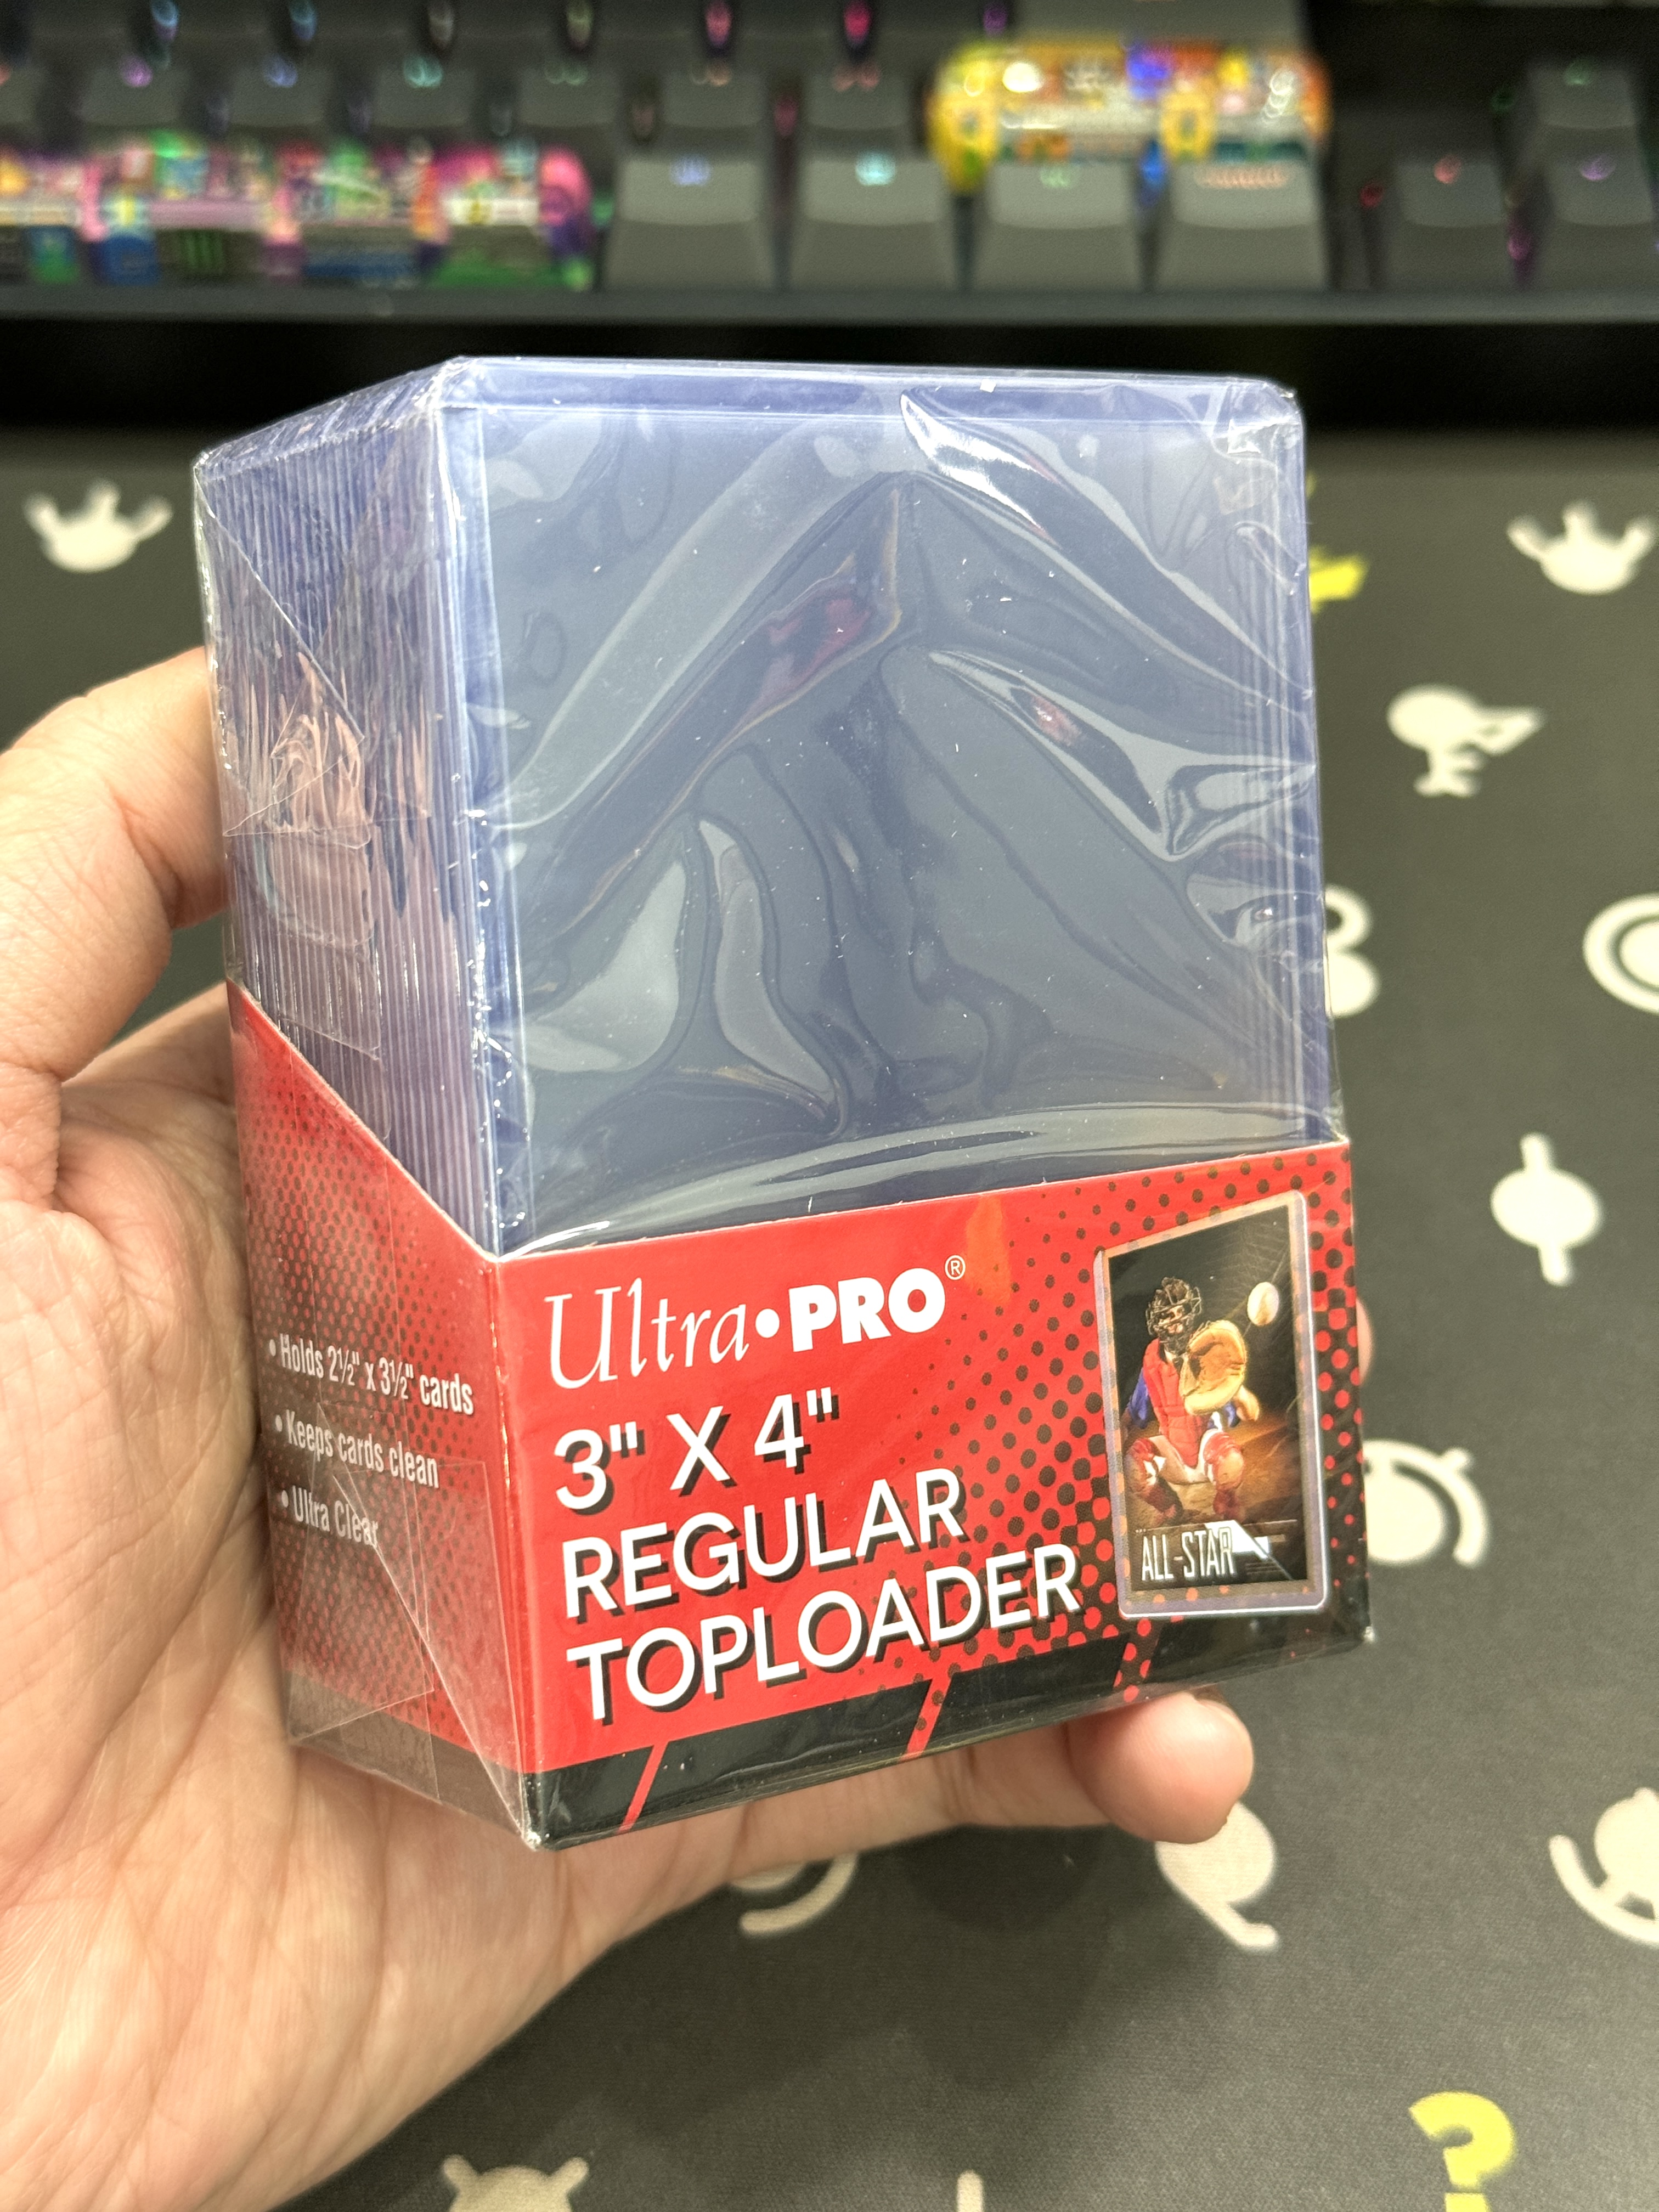 Ultra•PRO®
3" X 4"
REGULAR
TOPLOADER
ALL-STAR
• Holds 2½" x 3½" cards
• Keeps cards clean
• Ultra Clear